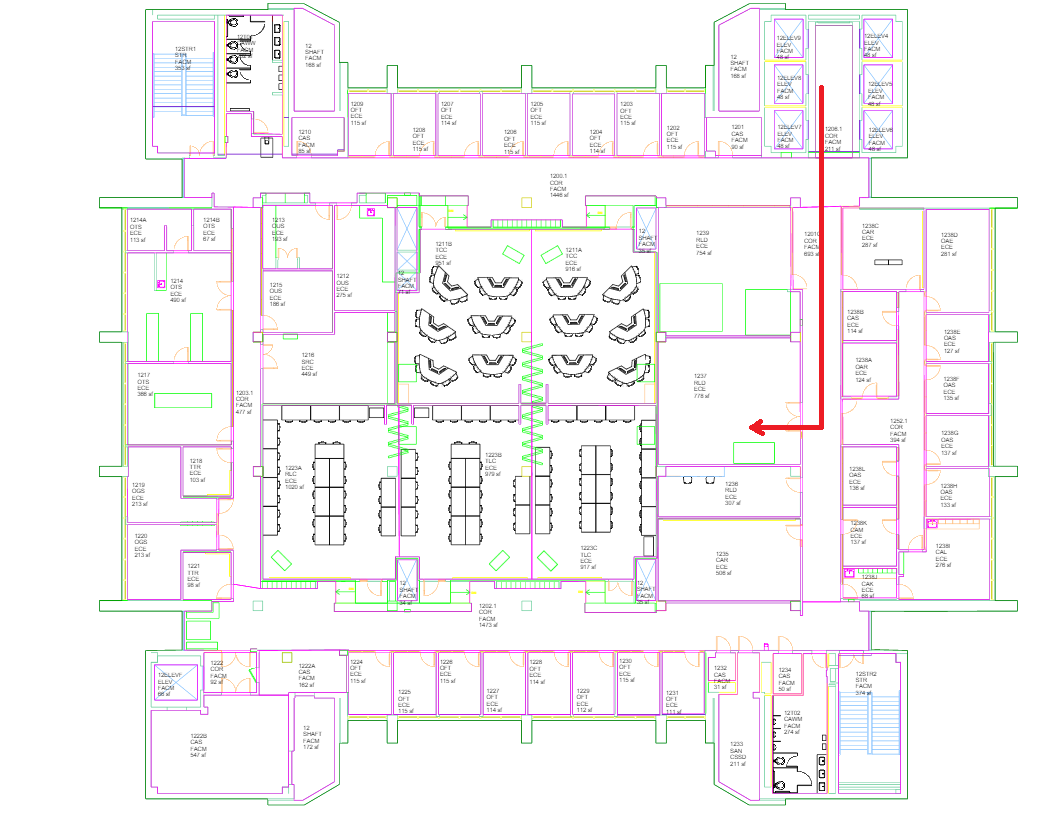 12STR1
STR
FACM
353 sf
12
SHAFT
FACM
168 sf
12
SHAFT
FACM
168 sf
12ELEV9
ELEV
FACM
48 sf
12ELEV4
ELEV
FACM
48 sf
12ELEV8
ELEV
FACM
48 sf
12ELEV5
ELEV
FACM
48 sf
12ELEV7
ELEV
FACM
48 sf
12ELEV6
ELEV
FACM
48 sf
1206.1
COR
FACM
211 sf
1210
CAS
FACM
85 sf
1209
OFT
ECE
115 sf
1208
OFT
ECE
115 sf
1207
OFT
ECE
114 sf
1206
OFT
ECE
115 sf
1205
OFT
ECE
115 sf
1204
OFT
ECE
114 sf
1203
OFT
ECE
115 sf
1202
OFT
ECE
115 sf
1201
CAS
FACM
90 sf
1200.1
COR
FACM
1446 sf
1214A
OTS
ECE
113 sf
1214B
OTS
ECE
67 sf
1213
OUS
ECE
193 sf
1214
OTS
ECE
490 sf
1215
OUS
ECE
186 sf
1212
OUS
ECE
275 sf
12
SHAFT
FACM
1211B
TCC
ECE
951 sf
1211A
TCC
ECE
916 sf
12
SHAFT
FACM
1239
RLD
ECE
754 sf
1201C
COR
FACM
693 sf
1238C
CAR
ECE
287 sf
1238D
OAE
ECE
281 sf
1238B
CAS
ECE
114 sf
1238E
OAS
ECE
127 sf
1238A
OAR
ECE
124 sf
1238F
OAS
ECE
135 sf
1216
SRC
ECE
449 sf
1217
OTS
ECE
388 sf
1203.1
COR
FACM
477 sf
1237
RLD
ECE
778 sf
1252.1
COR
FACM
394 sf
1238G
OAS
ECE
137 sf
1218
TTR
ECE
103 sf
1219
OGS
ECE
213 sf
1223A
RLC
ECE
1020 sf
1223B
TLC
ECE
979 sf
1236
RLD
ECE
307 sf
1238L
OAS
ECE
138 sf
1238H
OAS
ECE
133 sf
1220
OGS
ECE
213 sf
1221
TTR
ECE
98 sf
1223C
TLC
ECE
917 sf
1235
CAR
ECE
508 sf
1238K
CAM
ECE
137 sf
1238I
CAL
ECE
276 sf
1238J
CAK
ECE
68 sf
12
SHAFT
FACM
34 sf
12
SHAFT
FACM
35 sf
1202.1
COR
FACM
1473 sf
12ELEVF
ELEV
FACM
66 sf
1222
COR
FACM
92 sf
1222A
CAS
FACM
162 sf
1224
OFT
ECE
115 sf
1225
OFT
ECE
115 sf
1226
OFT
ECE
115 sf
1227
OFT
ECE
114 sf
1228
OFT
ECE
114 sf
1229
OFT
ECE
112 sf
1230
OFT
ECE
115 sf
1231
OFT
ECE
111 sf
1232
CAS
FACM
31 sf
1234
CAS
FACM
50 sf
12STR2
STR
FACM
374 sf
1222B
CAS
FACM
547 sf
12
SHAFT
FACM
172 sf
1233
SAN
CSSD
211 sf
12T02
CAWM
FACM
274 sf